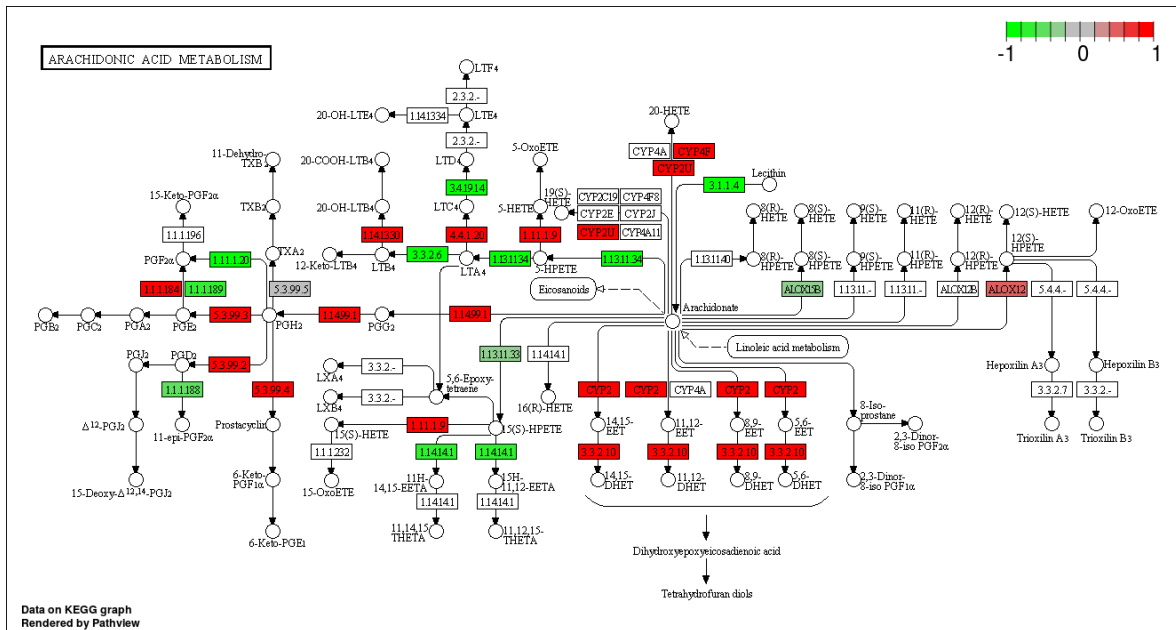 -1 0 1
ARACHIDONIC ACID METABOLISM
LTF4
2.3.2.-
20-OH-LTE4
1.14.13.34
LTE4
2.3.2.-
20-HETE
CYP4A
CYP4F
CYP2U
11-Dehydro-
TXB2
20-COOH-LTB4
LTD4
5-OxoETE
Lecithin
3.1.1.4
3.4.19.14
15-Keto-PGF2α
TXB2
20-OH-LTB4
LTC4
5-HETE
19(S)-
HETE
CYP2C19
CYP4F8
CYP2E
CYP2J
CYP2U
CYP4A11
8(R)-
HETE
8(S)-
HETE
9(S)-
HETE
11(R)-
HETE
12(R)-
HETE
12(S)-HETE
12-OxoETE
1.1.1.196
1.14.13.30
4.4.1.20
1.11.1.9
PGF2α
1.1.1.20
TXA2
12-Keto-LTB4
LTB4
3.3.2.6
LTA4
1.13.11.34
5-HPETE
1.13.11.34
1.13.11.40
8(R)-
HPETE
8(S)-
HPETE
9(S)-
HPETE
11(R)-
HPETE
12(R)-
HPETE
12(S)-
HPETE
1.1.1.184
1.1.1.189
5.3.99.5
Eicosanoids
ALOX15B
1.13.11.-
1.13.11.-
ALOX12B
ALOX12
5.4.4.-
5.4.4.-
Arachidonate
PGB2
PGC2
PGA2
PGE2
5.3.99.3
PGH2
1.14.99.1
PGG2
1.14.99.1
Linoleic acid metabolism
PGJ2
PGD2
5.3.99.2
1.13.11.33
1.14.14.1
Hepoxilin A3
Hepoxilin B3
1.1.1.188
5.3.99.4
LXA4
3.3.2.-
5,6-Epoxy-
tetraene
LXB4
3.3.2.-
16(R)-HETE
CYP2
CYP2
CYP4A
CYP2
CYP2
3.3.2.7
3.3.2.-
8-Iso-
prostane
Δ12-PGJ2
11-epi-PGF2α
Prostacyclin
15(S)-HETE
1.11.1.9
15(S)-HPETE
14,15-
EET
11,12-
EET
8,9-
EET
5,6-
EET
2,3-Dinor-
8-iso PGF2α
Trioxilin A3
Trioxilin B3
1.1.1.232
1.14.14.1
1.14.14.1
3.3.2.10
3.3.2.10
3.3.2.10
3.3.2.10
15-Deoxy-Δ12,14-PGJ2
6-Keto-
PGF1α
15-OxoETE
11H-
14,15-EETA
15H-
11,12-EETA
14,15-
DHET
11,12-
DHET
8,9-
DHET
5,6-
DHET
2,3-Dinor-
8-iso PGF1α
1.14.14.1
1.14.14.1
6-Keto-PGE1
11,14,15-
THETA
11,12,15-
THETA
Dihydroxyepoxyeicosadienoic acid
Tetrahydrofuran diols
Data on KEGG graph
Rendered by Pathview